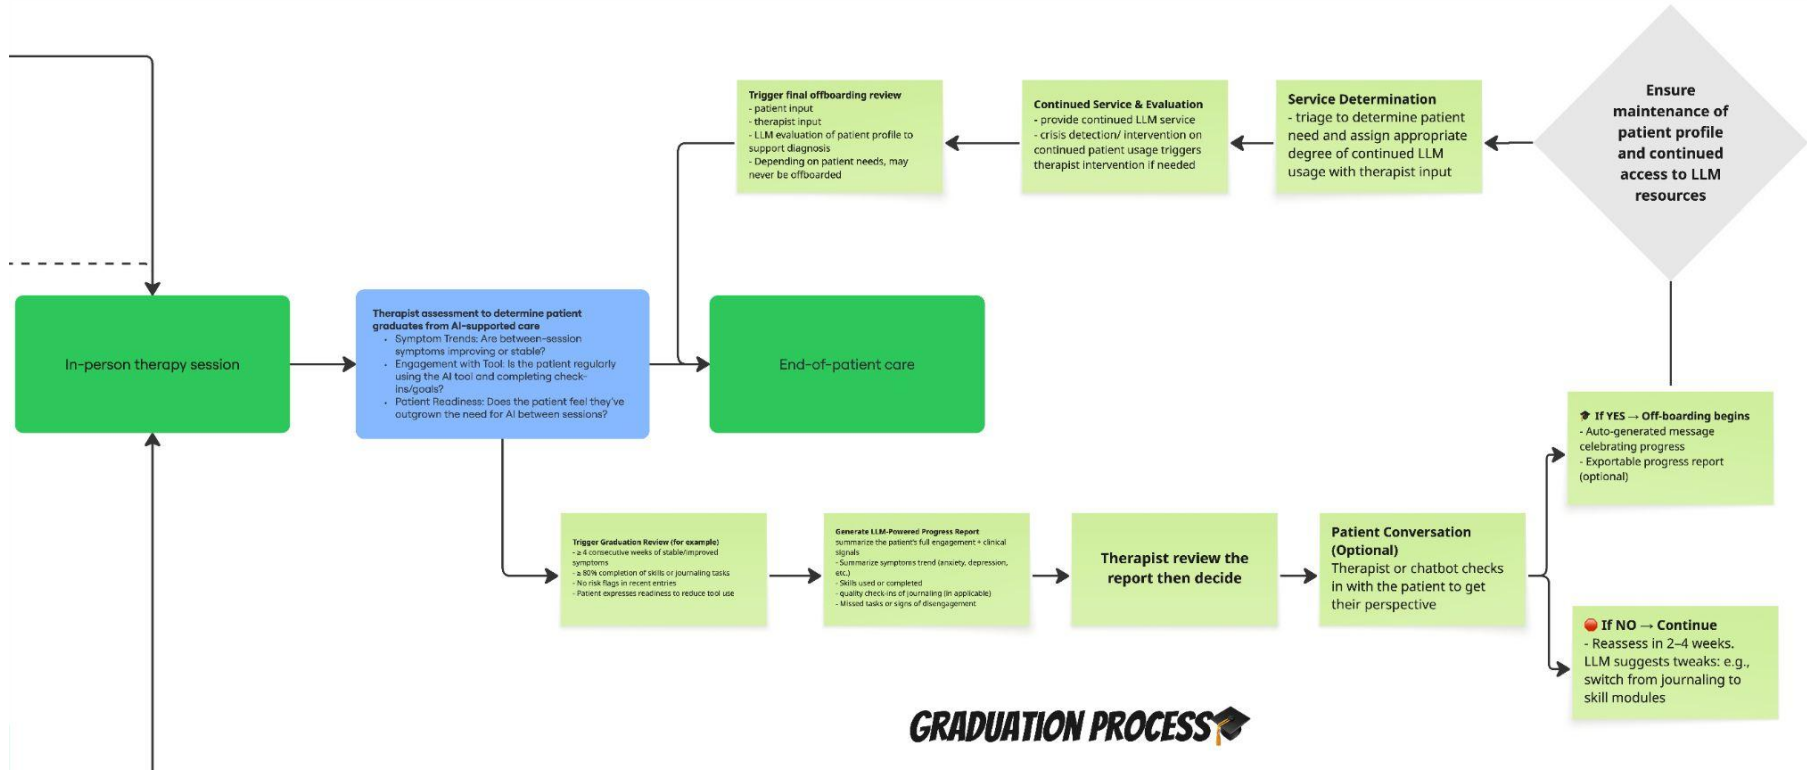 Trigger final offboarding review
- patient input
- therapist input
- LLM evaluation of patient profile to
support diagnosis
- Depending on patient needs, may
never be offboarded
Continued Service & Evaluation
- provide continued LLM service
- crisis detection/ intervention on
continued patient usage triggers
therapist intervention if needed
Service Determination
- triage to determine patient
need and assign appropriate
degree of continued LLM
usage with therapist input
Ensure
maintenance of
patient profile
and continued
access to LLM
resources
In-person therapy session
Therapist assessment to determine patient
graduates from AI-supported care
• Symptom Trends: Are between-session
symptoms improving or stable?
• Engagement with Tool: Is the patient regularly
using the AI tool and completing check-
ins/goals?
• Patient Readiness: Does the patient feel they've
outgrown the need for AI between sessions?
End-of-patient care
Trigger Graduation Review (for example)
- ≥ 4 consecutive weeks of stable/improved
symptoms
- ≥ 80% completion of skills or journaling tasks
- No risk flags in recent entries
- Patient expresses readiness to reduce tool use
Generate LLM-Powered Progress Report
summarize the patient's full engagement + clinical
signals
- Summarize symptoms trend (anxiety, depression,
etc.)
- Skills used or completed
- quality check-ins of journaling (in applicable)
- Missed tasks or signs of disengagement
Therapist review the
report then decide
Patient Conversation
(Optional)
Therapist or chatbot checks
in with the patient to get
their perspective
🎓 If YES → Off-boarding begins
- Auto-generated message
celebrating progress
- Exportable progress report
(optional)
🔴 If NO → Continue
- Reassess in 2–4 weeks.
LLM suggests tweaks: e.g.,
switch from journaling to
skill modules
GRADUATION PROCESS🎓